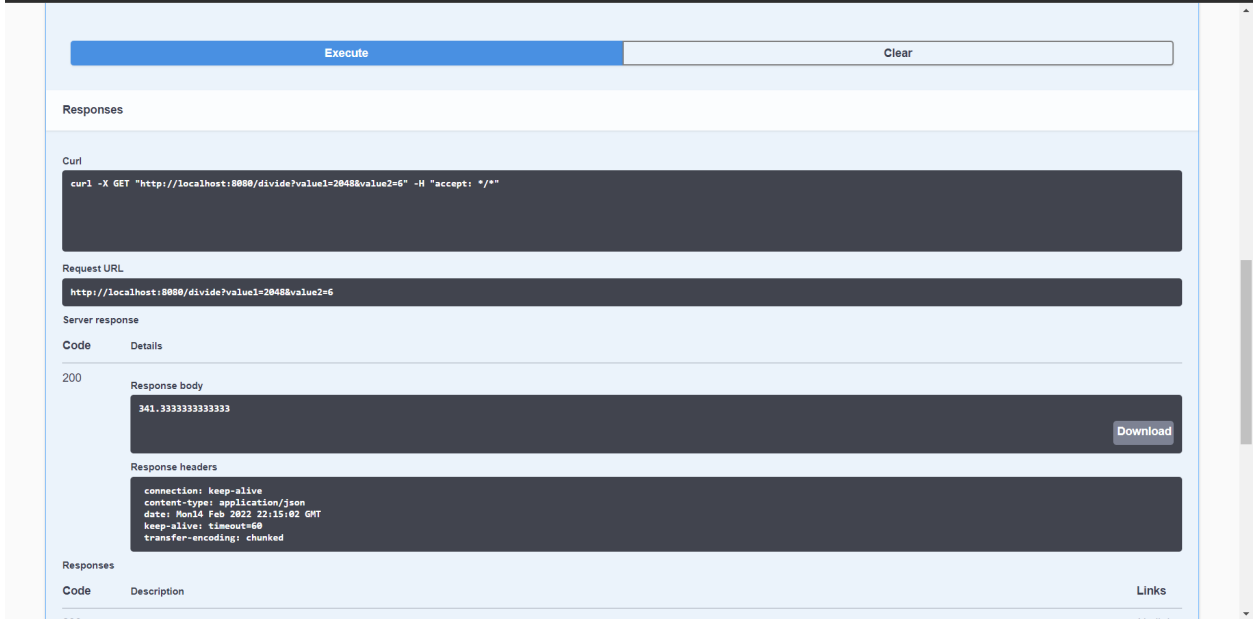 Execute
Clear
Responses
Curl
curl -X GET "http://localhost:8080/divide?value1=2048&value2=6" -H "accept: */*"
Request URL
http://localhost:8080/divide?value1=2048&value2=6
Server response
Code Details
200
Response body
341.3333333333333
Download
Response headers
connection: keep-alive
content-type: application/json
date: Mon14 Feb 2022 22:15:02 GMT
keep-alive: timeout=60
transfer-encoding: chunked
Responses
Code Description Links